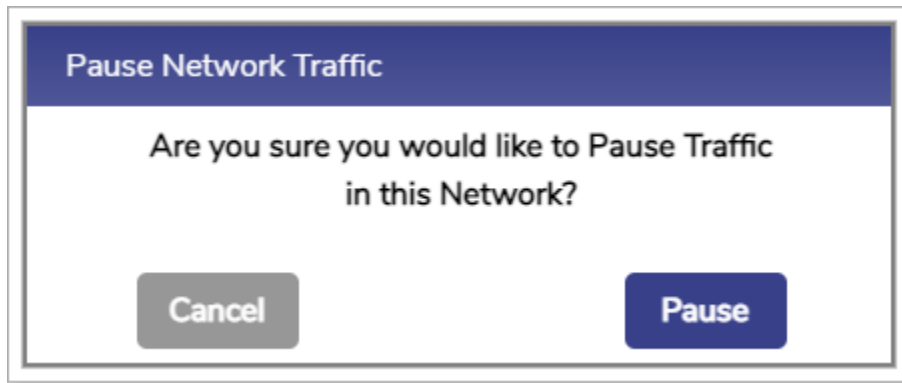 Pause Network Traffic
Are you sure you would like to Pause Traffic
in this Network?
Cancel
Pause